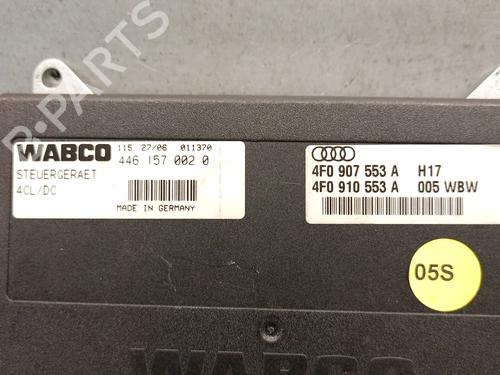 R-PARTS
WABCO
115 27/06 011370
446 157 002 0
STEUERGERAET
4CL/DC
MADE IN GERMANY
4F0 907 553 A H17
4F0 910 553 A 005 WBW
05S
WABCO